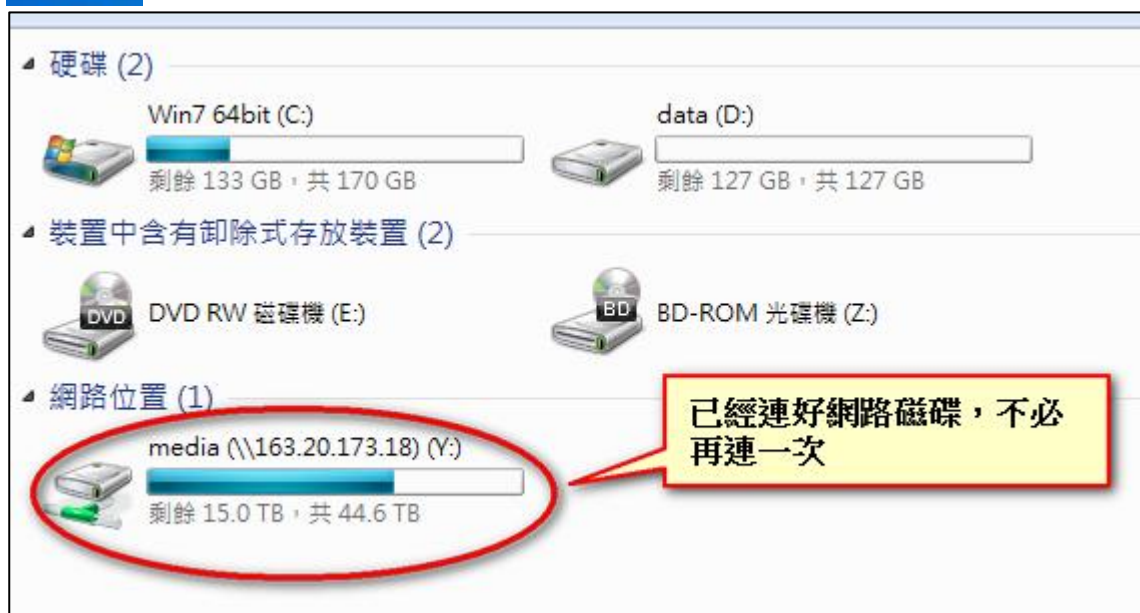 硬碟 (2)
Win7 64bit (C:)
剩餘 133 GB，共 170 GB
data (D:)
剩餘 127 GB，共 127 GB
裝置中含有卸除式存放裝置 (2)
DVD
DVD RW 磁碟機 (E:)
BD
BD-ROM 光碟機 (Z:)
網路位置 (1)
media (\\163.20.173.18) (Y:)
剩餘 15.0 TB，共 44.6 TB
已經連好網路磁碟，不必
再連一次